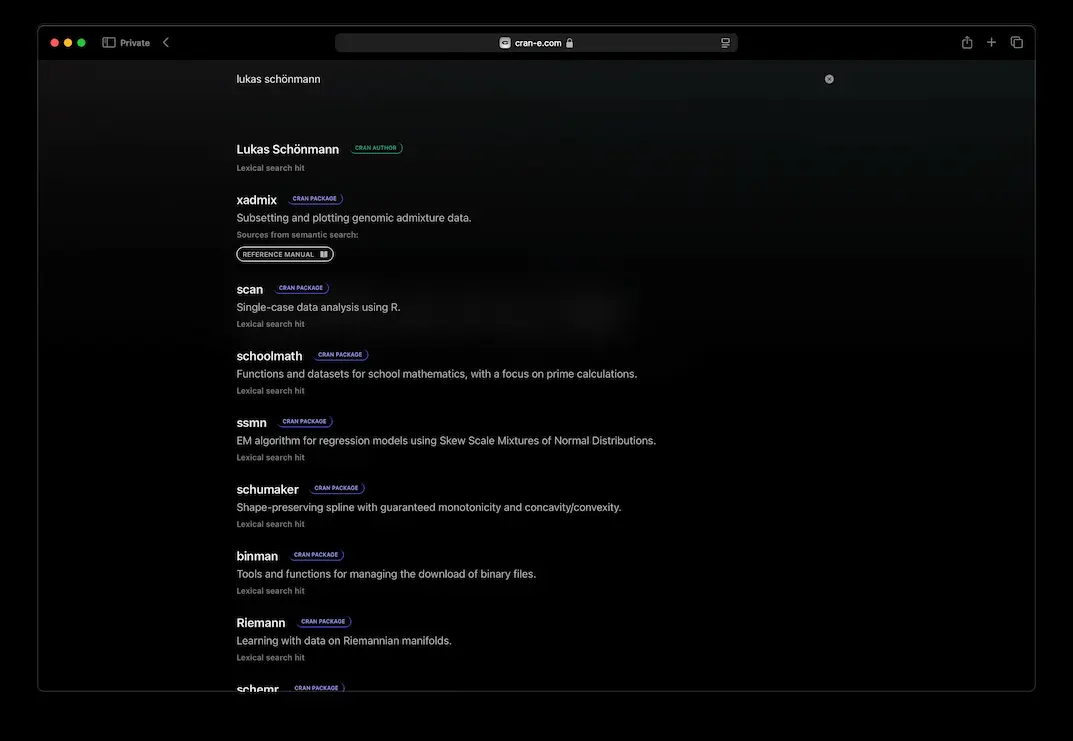 Private
cran-e.com
lukas schönmann
Lukas Schönmann CRAN AUTHOR
Lexical search hit
xadmix CRAN PACKAGE
Subsetting and plotting genomic admixture data.
Sources from semantic search:
REFERENCE MANUAL
scan CRAN PACKAGE
Single-case data analysis using R.
Lexical search hit
schoolmath CRAN PACKAGE
Functions and datasets for school mathematics, with a focus on prime calculations.
Lexical search hit
ssmn CRAN PACKAGE
EM algorithm for regression models using Skew Scale Mixtures of Normal Distributions.
Lexical search hit
schumaker CRAN PACKAGE
Shape-preserving spline with guaranteed monotonicity and concavity/convexity.
Lexical search hit
binman CRAN PACKAGE
Tools and functions for managing the download of binary files.
Lexical search hit
Riemann CRAN PACKAGE
Learning with data on Riemannian manifolds.
Lexical search hit
schemr CRAN PACKAGE